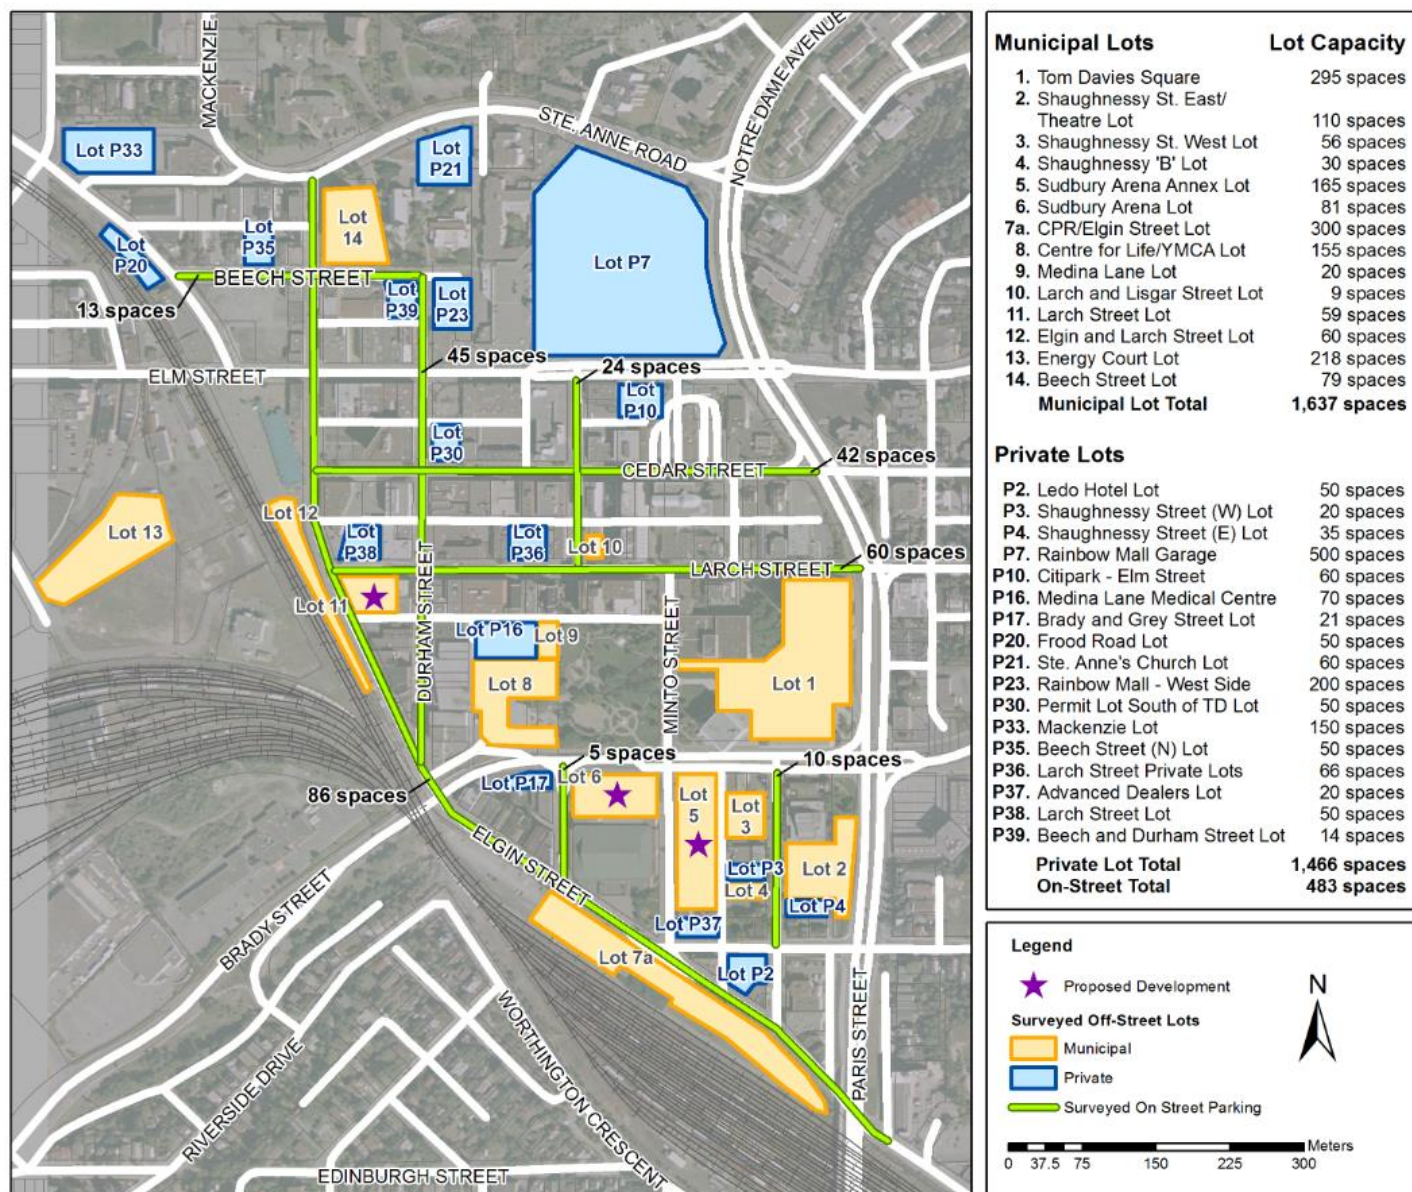 MACKENZIE
NOTRE DAME AVENUE
STE. ANNE ROAD
Lot P33
Lot
P21
Lot
14
Lot
P35
Lot
P20
Lot P7
BEECH STREET
13 spaces
Lot
P39
Lot
P23
45 spaces
24 spaces
ELM STREET
Lot
P10
Lot
P30
CEDAR STREET
42 spaces
Lot 12
Lot 13
Lot
P38
Lot
P36
Lot 10
60 spaces
LARCH STREET
DURHAM STREET
Lot 11
MINTO STREET
Lot P16
Lot 9
Lot 8
Lot 1
5 spaces
10 spaces
Lot P17
Lot 6
86 spaces
Lot
5
Lot
3
ELGIN STREET
Lot P3
Lot 4
Lot 2
Lot P4
BRADY STREET
Lot P37
Lot 7a
Lot P2
WORTHINGTON CRESCENT
PARIS STREET
RIVERSIDE DRIVE
EDINBURGH STREET
Municipal Lots Lot Capacity
1. Tom Davies Square 295 spaces
2. Shaughnessy St. East/
Theatre Lot 110 spaces
3. Shaughnessy St. West Lot 56 spaces
4. Shaughnessy 'B' Lot 30 spaces
5. Sudbury Arena Annex Lot 165 spaces
6. Sudbury Arena Lot 81 spaces
7a. CPR/Elgin Street Lot 300 spaces
8. Centre for Life/YMCA Lot 155 spaces
9. Medina Lane Lot 20 spaces
10. Larch and Lisgar Street Lot 9 spaces
11. Larch Street Lot 59 spaces
12. Elgin and Larch Street Lot 60 spaces
13. Energy Court Lot 218 spaces
14. Beech Street Lot 79 spaces
Municipal Lot Total 1,637 spaces
Private Lots
P2. Ledo Hotel Lot 50 spaces
P3. Shaughnessy Street (W) Lot 20 spaces
P4. Shaughnessy Street (E) Lot 35 spaces
P7. Rainbow Mall Garage 500 spaces
P10. Citipark - Elm Street 60 spaces
P16. Medina Lane Medical Centre 70 spaces
P17. Brady and Grey Street Lot 21 spaces
P20. Frood Road Lot 50 spaces
P21. Ste. Anne's Church Lot 60 spaces
P23. Rainbow Mall - West Side 200 spaces
P30. Permit Lot South of TD Lot 50 spaces
P33. Mackenzie Lot 150 spaces
P35. Beech Street (N) Lot 50 spaces
P36. Larch Street Private Lots 66 spaces
P37. Advanced Dealers Lot 20 spaces
P38. Larch Street Lot 50 spaces
P39. Beech and Durham Street Lot 14 spaces
Private Lot Total 1,466 spaces
On-Street Total 483 spaces
Legend
Proposed Development
Surveyed Off-Street Lots
Municipal
Private
Surveyed On Street Parking
N
Meters
0 37.5 75 150 225 300